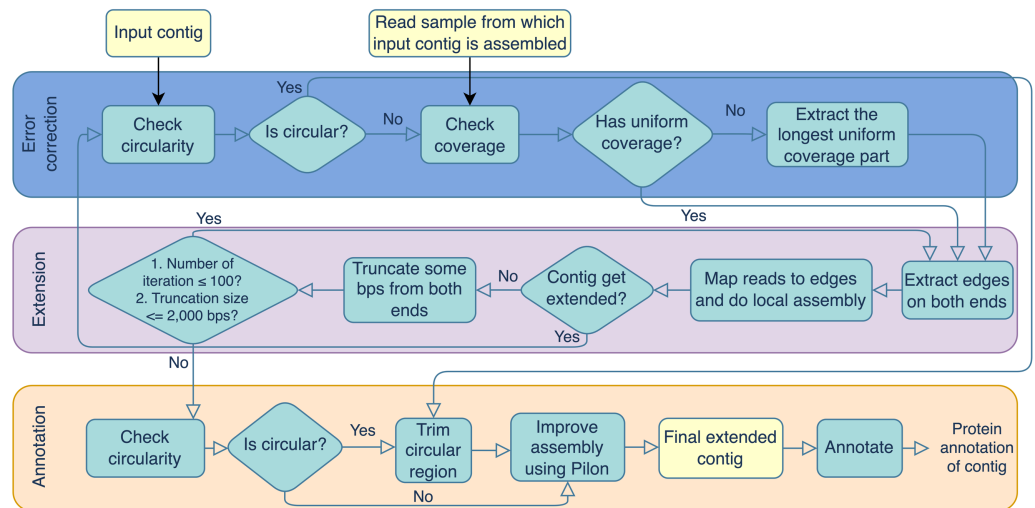 Input contig
Read sample from which
input contig is assembled
Error
correction
Check
circularity
Is circular?
Yes
No
Check
coverage
Has uniform
coverage?
No
Extract the
longest uniform
coverage part
Yes
Extension
Yes
1. Number of
iteration ≤ 100?
2. Truncation size
<= 2,000 bps?
Truncate some
bps from both
ends
No
Contig get
extended?
Yes
Map reads to edges
and do local assembly
Extract edges
on both ends
No
Annotation
Check
circularity
Is circular?
Yes
No
Trim
circular
region
Improve
assembly
using Pilon
Final extended
contig
Annotate
Protein
annotation
of contig